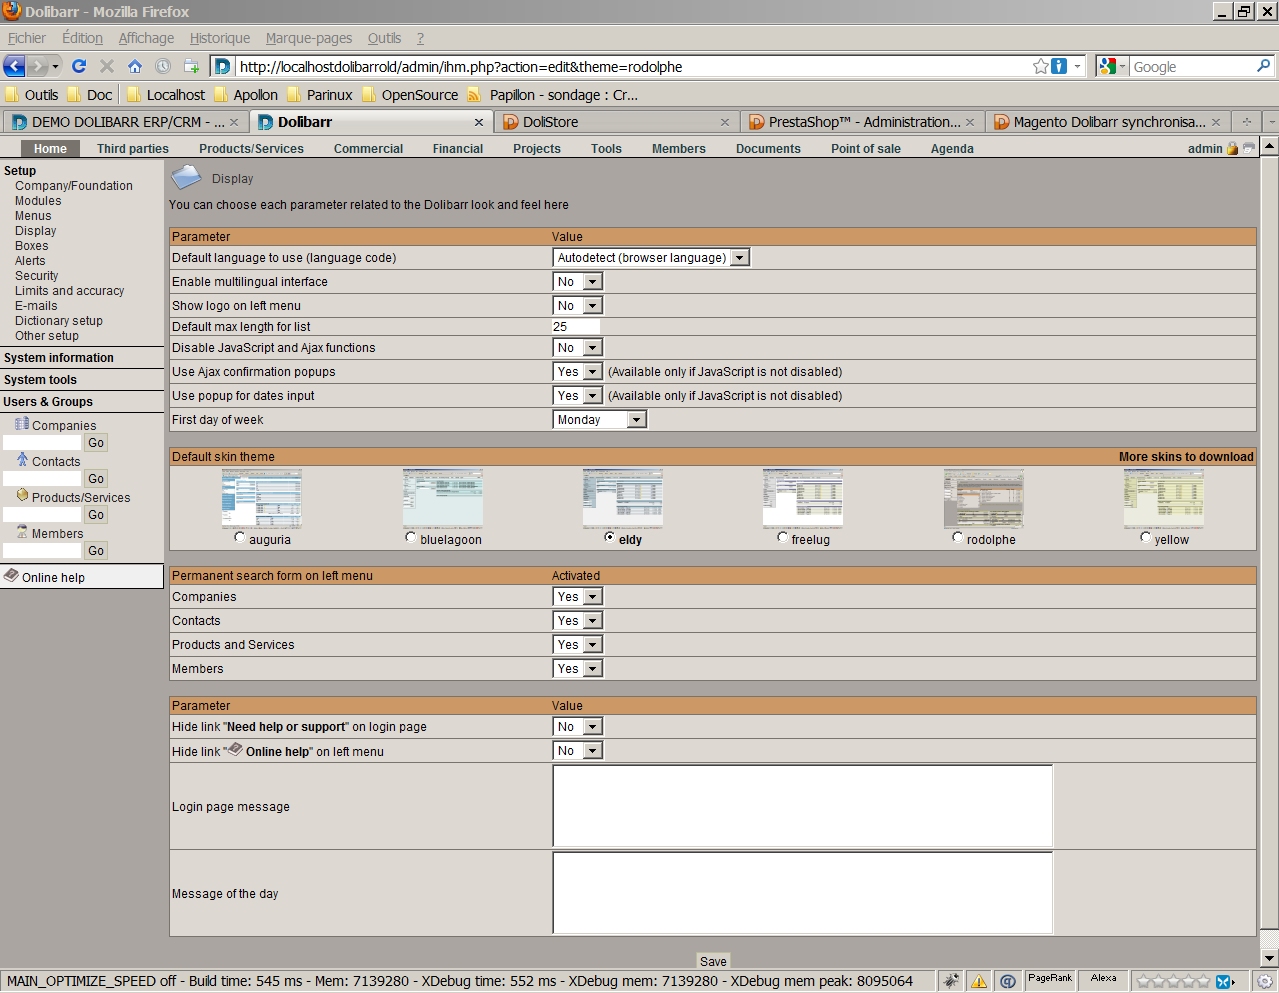 Dolibarr - Mozilla Firefox
Fichier Édition Affichage Historique Marque-pages Outils ?
http://localhostdolibarrold/admin/ihm.php?action=edit&theme=rodolphe Google
Outils Doc Localhost Apollon Parinux OpenSource Papillon - sondage : Cr...
DEMO DOLIBARR ERP/CRM - ... Dolibarr DoliStore PrestaShop™ - Administration... Magento Dolibarr synchronisa...
Home Third parties Products/Services Commercial Financial Projects Tools Members Documents Point of sale Agenda admin
Setup
Company/Foundation
Modules
Menus
Display
Boxes
Alerts
Security
Limits and accuracy
E-mails
Dictionary setup
Other setup
System information
System tools
Users & Groups
Companies
Go
Contacts
Go
Products/Services
Go
Members
Go
Online help
Display
You can choose each parameter related to the Dolibarr look and feel here
Parameter Value
Default language to use (language code) Autodetect (browser language)
Enable multilingual interface No
Show logo on left menu No
Default max length for list 25
Disable JavaScript and Ajax functions No
Use Ajax confirmation popups Yes (Available only if JavaScript is not disabled)
Use popup for dates input Yes (Available only if JavaScript is not disabled)
First day of week Monday
Default skin theme More skins to download
auguria bluelagoon eldy freelug rodolphe yellow
Permanent search form on left menu Activated
Companies Yes
Contacts Yes
Products and Services Yes
Members Yes
Parameter Value
Hide link "Need help or support" on login page No
Hide link " Online help" on left menu No
Login page message
Message of the day
Save
MAIN_OPTIMIZE_SPEED off - Build time: 545 ms - Mem: 7139280 - XDebug time: 552 ms - XDebug mem: 7139280 - XDebug mem peak: 8095064 PageRank Alexa